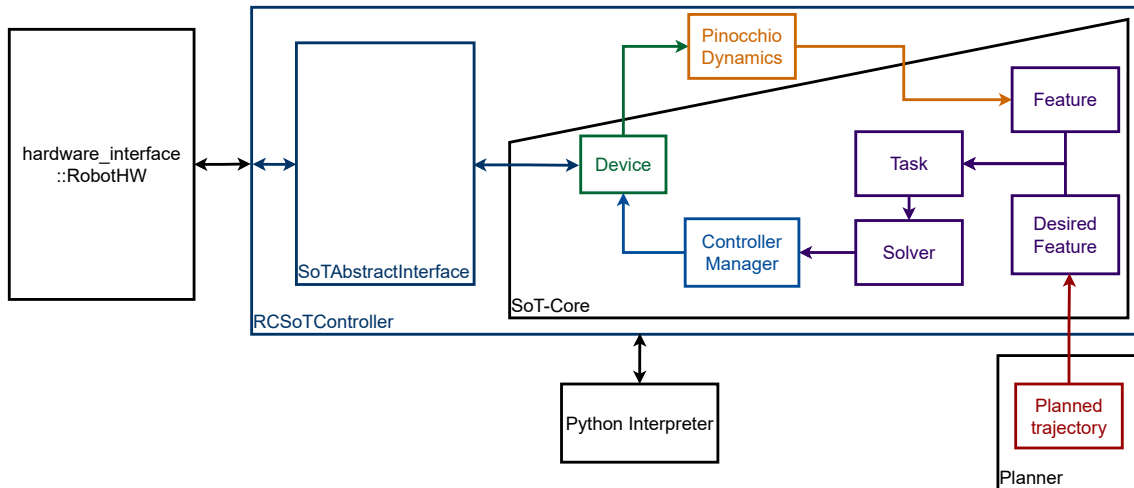 Pinocchio
Dynamics
Feature
hardware_interface
::RobotHW
Device
Task
Desired
Feature
Controller
Manager
Solver
SoTAbstractInterface
SoT-Core
RCSoTController
Python Interpreter
Planned
trajectory
Planner